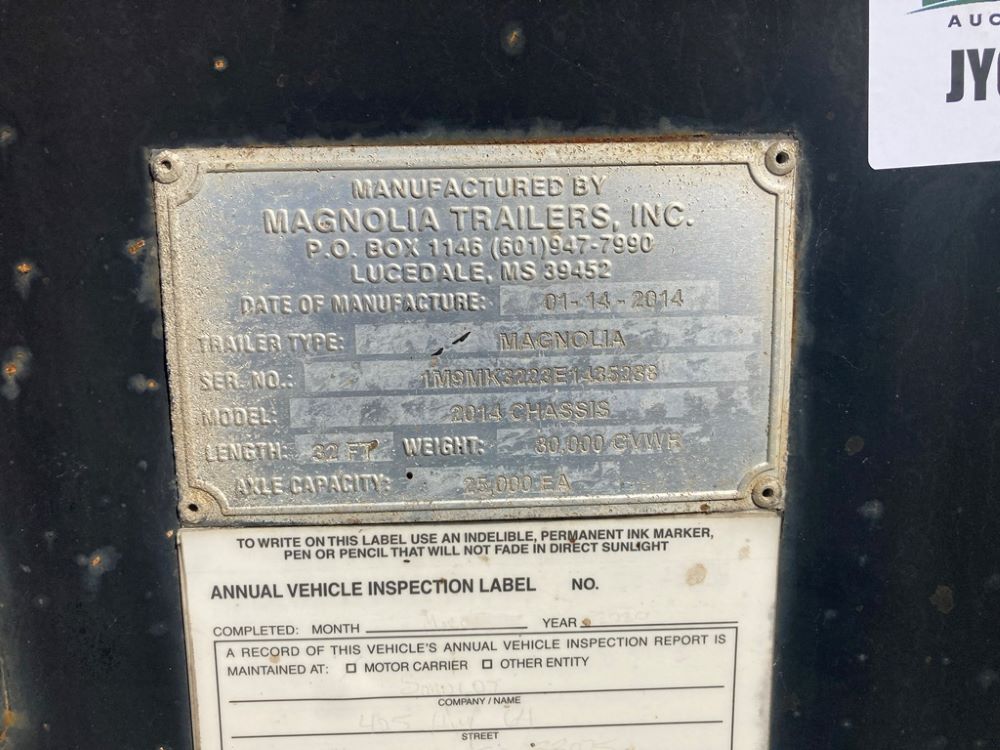 AUC
JY
MANUFACTURED BY
MAGNOLIA TRAILERS, INC.
P.O. BOX 1146 (601)947-7990
LUCEDALE, MS 39452
DATE OF MANUFACTURE: 01-14-2014
TRAILER TYPE: MAGNOLIA
SER. NO.: 1M9MK3223E1435288
MODEL: 2014 CHASSIS
LENGTH: 32 FT WEIGHT: 80,000 GVWR
AXLE CAPACITY: 25,000 EA
TO WRITE ON THIS LABEL USE AN INDELIBLE, PERMANENT INK MARKER,
PEN OR PENCIL THAT WILL NOT FADE IN DIRECT SUNLIGHT
ANNUAL VEHICLE INSPECTION LABEL NO.
COMPLETED: MONTH YEAR
A RECORD OF THIS VEHICLE'S ANNUAL VEHICLE INSPECTION REPORT IS
MAINTAINED AT: □ MOTOR CARRIER □ OTHER ENTITY
COMPANY / NAME
STREET